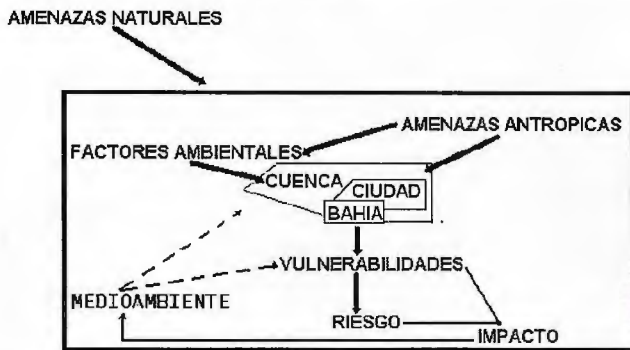 AMENAZAS NATURALES
AMENAZAS ANTROPICAS
FACTORES AMBIENTALES
CUENCA
CIUDAD
BAHIA
VULNERABILIDADES
MEDIOAMBIENTE
RIESGO
IMPACTO